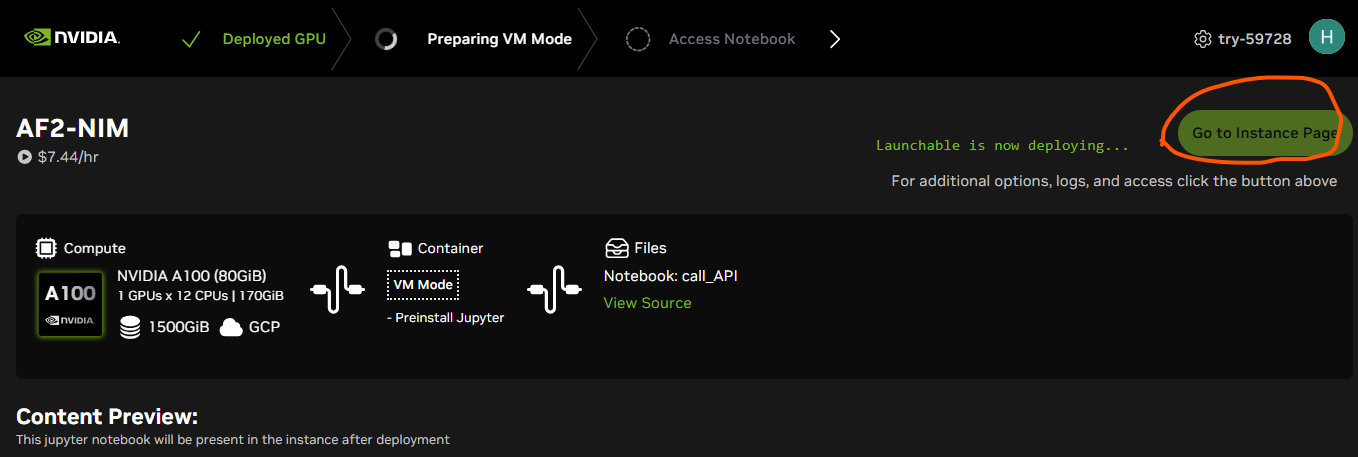 NVIDIA.
Deployed GPU
Preparing VM Mode
Access Notebook
try-59728
H
AF2-NIM
$7.44/hr
Launchable is now deploying...
Go to Instance Page
For additional options, logs, and access click the button above
Compute
NVIDIA A100 (80GiB)
1 GPUs x 12 CPUs | 170GiB
A100
NVIDIA.
1500GiB
GCP
Container
VM Mode
- Preinstall Jupyter
Files
Notebook: call_API
View Source
Content Preview:
This jupyter notebook will be present in the instance after deployment